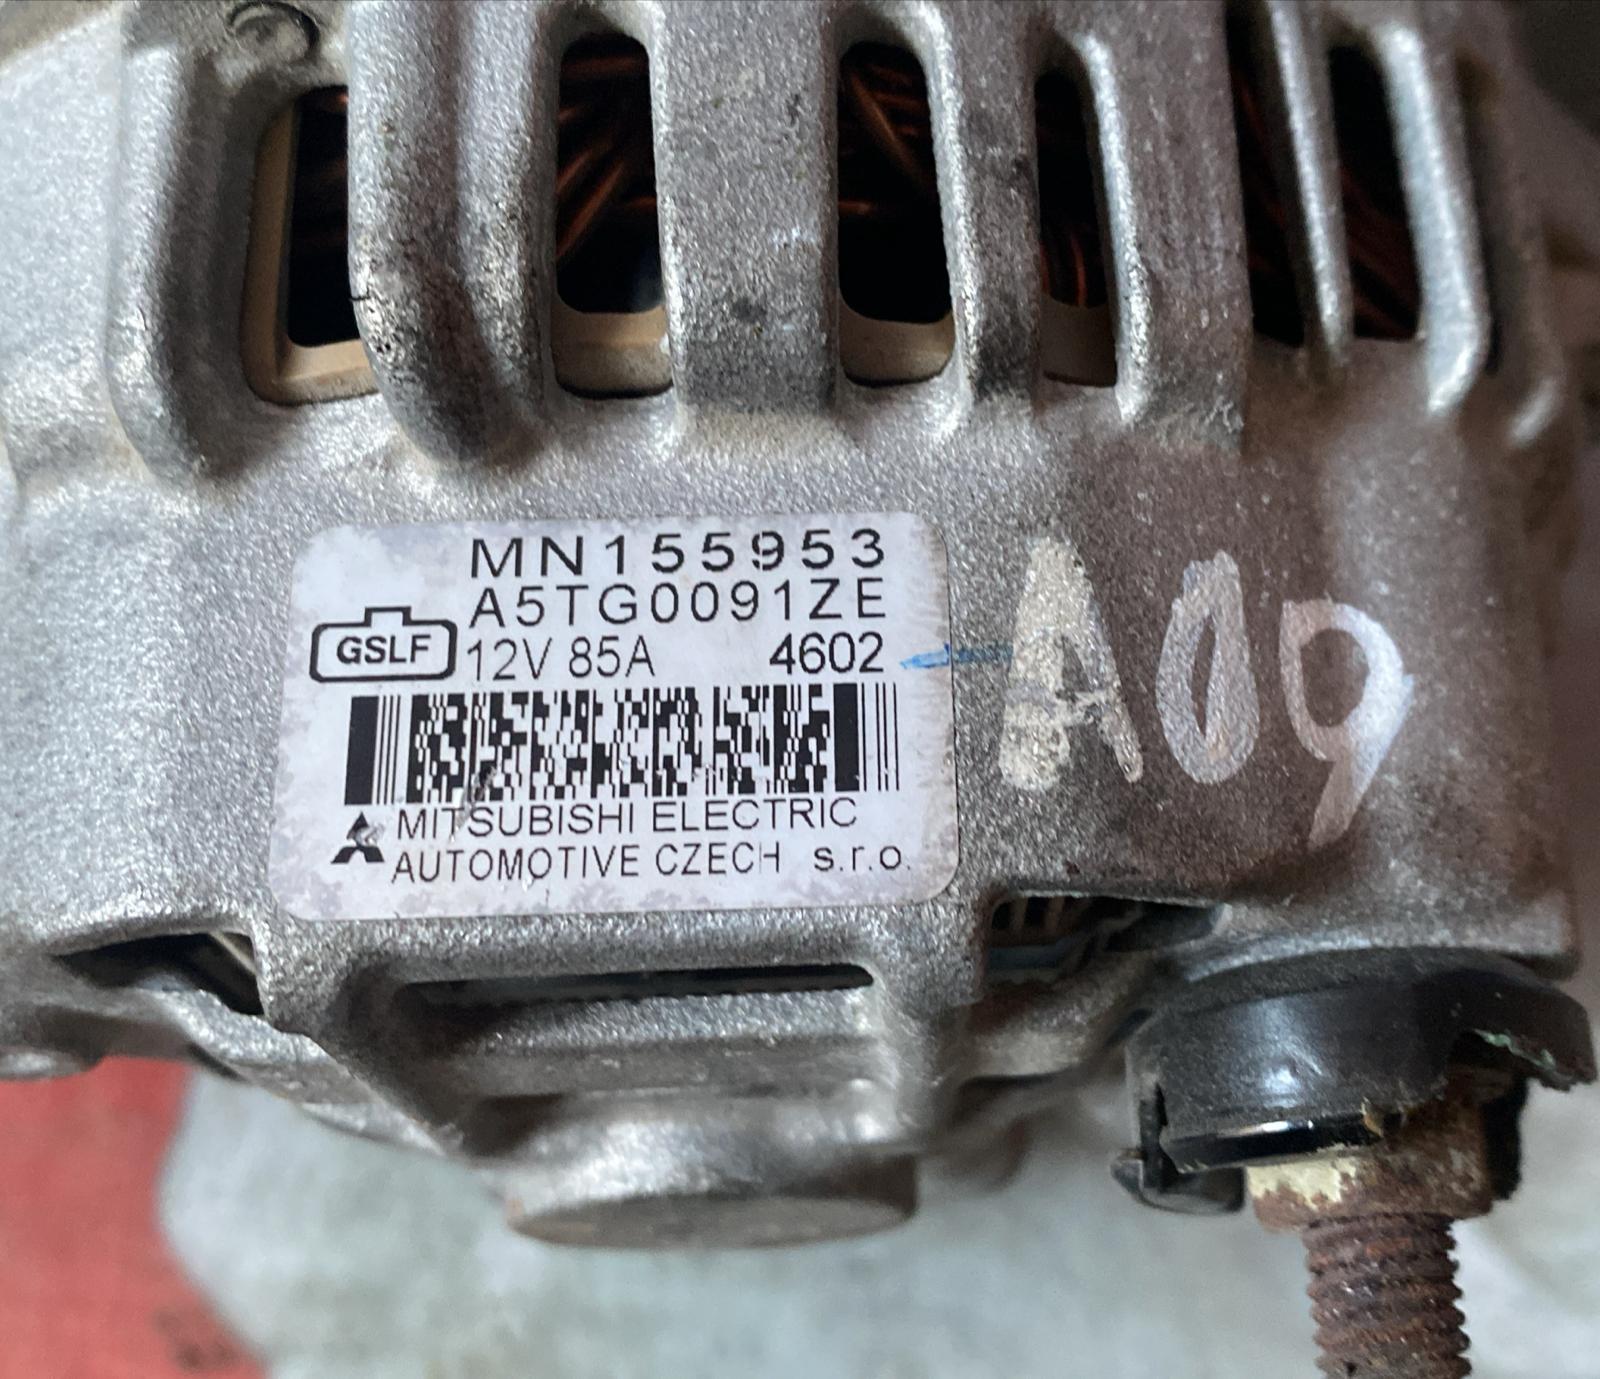 MN155953
A5TG0091ZE
GSLF 12V 85A 4602
MITSUBISHI ELECTRIC
AUTOMOTIVE CZECH s.r.o.
A09